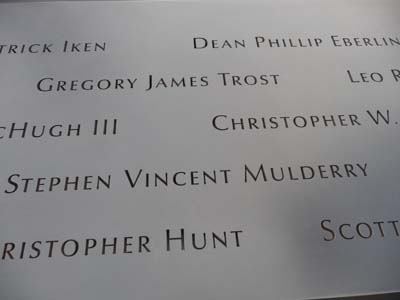 TRICK IKEN DEAN PHILLIP EBERLIN
GREGORY JAMES TROST LEO R
CHUGH III CHRISTOPHER W.
STEPHEN VINCENT MULDERRY
RISTOPHER HUNT SCOTT